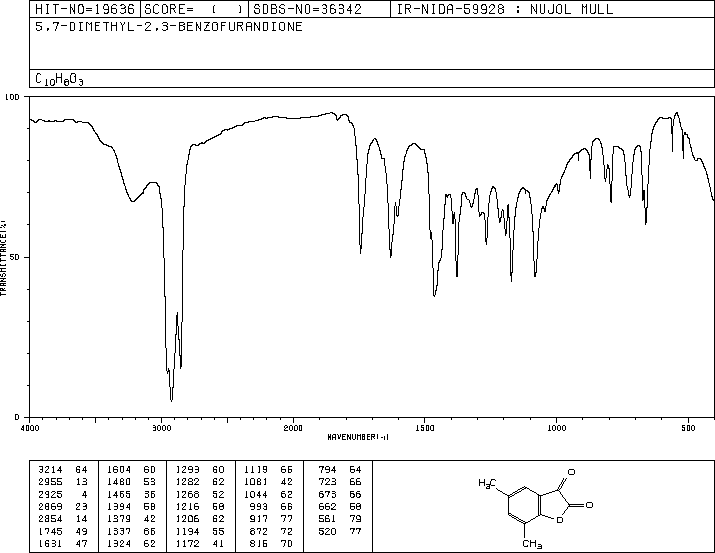 HIT-NO=19636 SCORE= ( ) SDBS-NO=36342 IR-NIDA-59928 : NUJOL MULL
5,7-DIMETHYL-2,3-BENZOFURANDIONE
C10H8O3
100
TRANSMITTANCE(%)
50
0
4000 3000 2000 1500 1000 500
WAVENUMBER(-1)
3214 64 1604 60 1293 60 1119 66 794 64
2955 13 1480 53 1282 62 1081 42 723 66
2925 4 1465 36 1268 52 1044 62 673 66
2869 29 1394 58 1216 58 993 66 662 58
2854 14 1379 42 1206 62 917 77 561 79
1745 49 1337 66 1194 55 872 72 520 77
1631 47 1324 62 1172 41 816 70
O
H3C
O
O
CH3